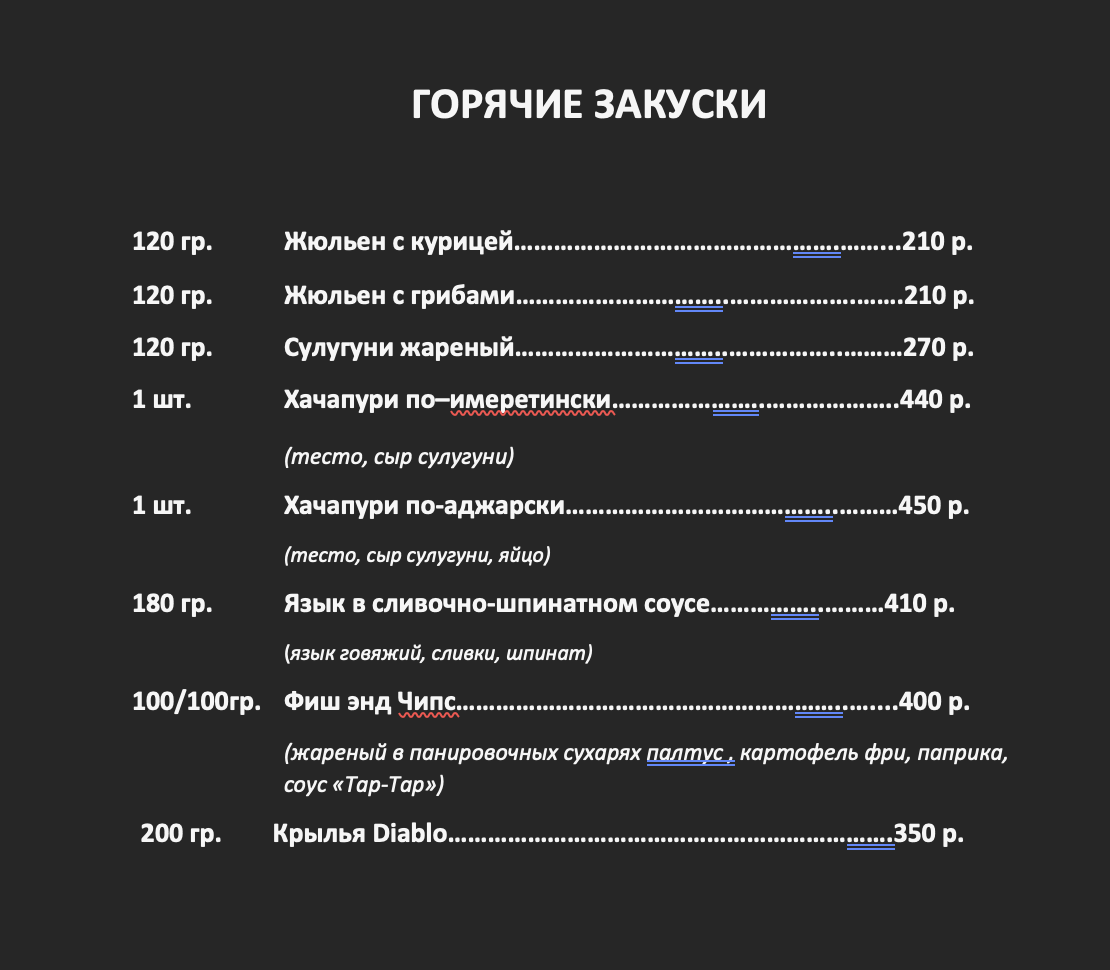 ГОРЯЧИЕ ЗАКУСКИ
120 гр. Жюльен с курицей……………………………………………….……...210 р.
120 гр. Жюльен с грибами…………………………..……………….…….210 р.
120 гр. Сулугуни жареный…………………………..……………..………270 р.
1 шт. Хачапури по–имеретински…………………..…………………..440 р.
(тесто, сыр сулугуни)
1 шт. Хачапури по-аджарски…………………………………..………450 р.
(тесто, сыр сулугуни, яйцо)
180 гр. Язык в сливочно-шпинатном соусе……………..………410 р.
(язык говяжий, сливки, шпинат)
100/100гр. Фиш энд Чипс…………………………………………………..…....400 р.
(жареный в панировочных сухарях палтус , картофель фри, паприка,
соус «Тар-Тар»)
200 гр. Крылья Diablo………………………………………………………….350 р.